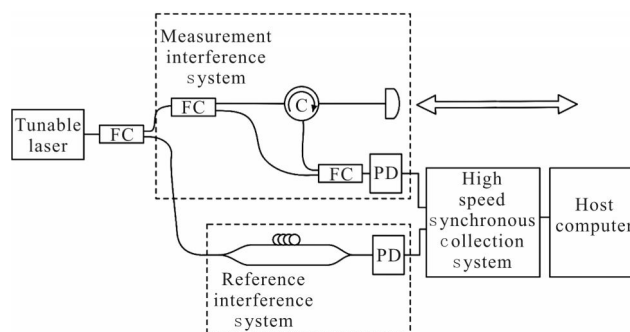 Measurement
interference
system
FC
C
Tunable
laser
FC
FC
PD
High
speed
synchronous
collection
system
Host
computer
PD
Reference
interference
system